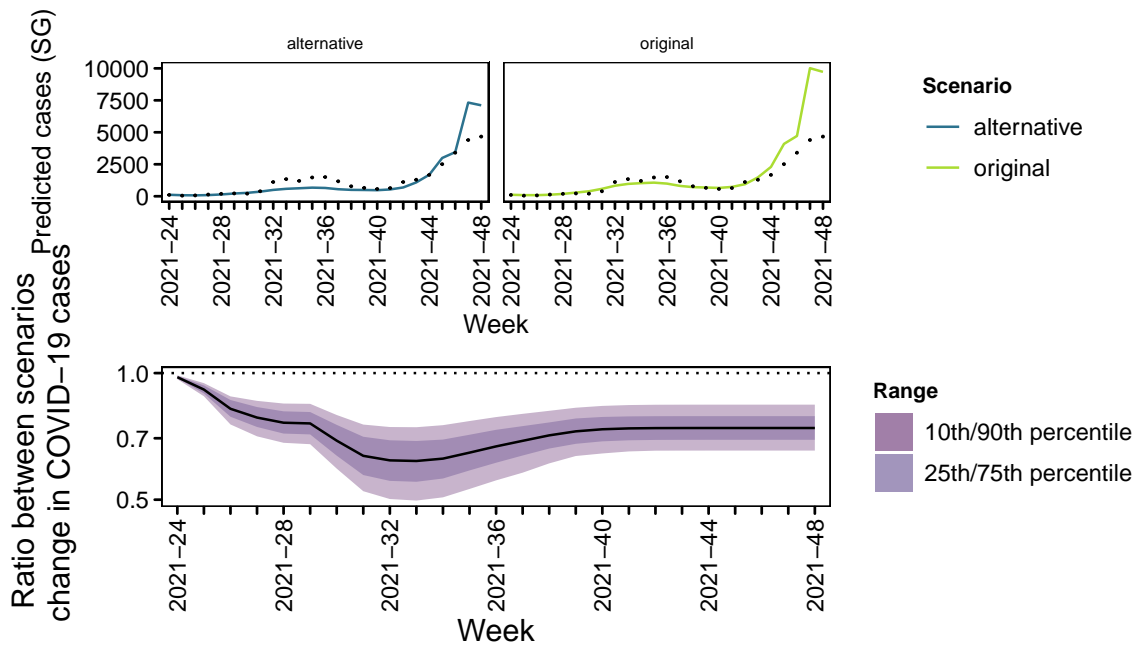 alternative
original
Predicted cases (SG)
10000
7500
5000
2500
0
2021−24
2021−28
2021−32
2021−36
2021−40
2021−44
2021−48
2021−24
2021−28
2021−32
2021−36
2021−40
2021−44
2021−48
Week
Scenario
alternative
original
Ratio between scenarios
change in COVID−19 cases
1.0
0.7
0.5
2021−24
2021−28
2021−32
2021−36
2021−40
2021−44
2021−48
Week
Range
10th/90th percentile
25th/75th percentile